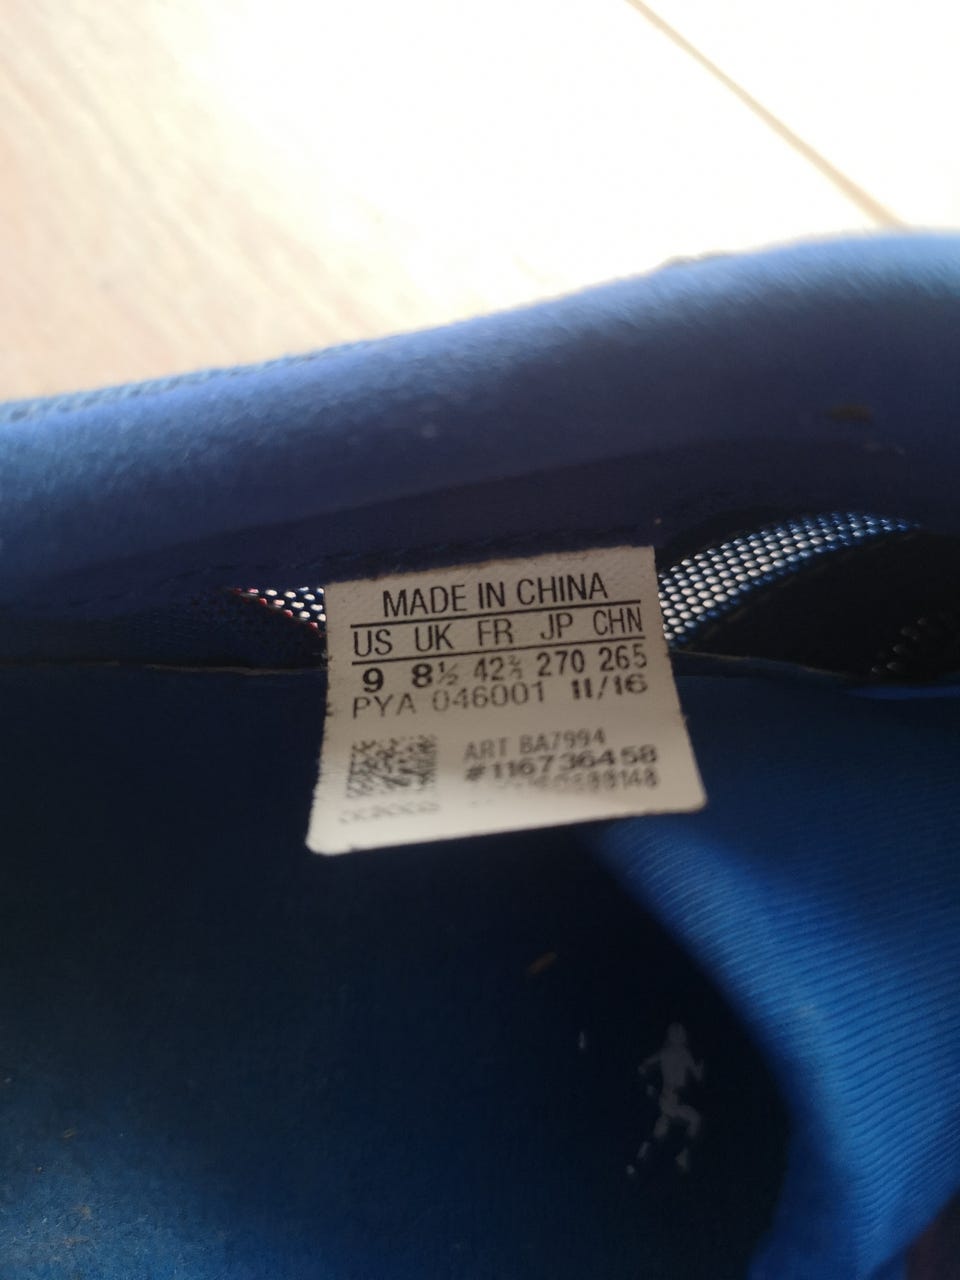 MADE IN CHINA
US UK FR JP CHN
9 8½ 42⅔ 270 265
PYA 046001 11/16
ART BA7994
#116736458